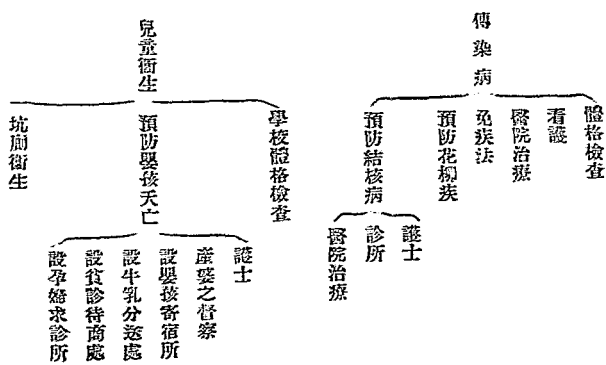 傳染病
體格檢查
看護
醫院治療
免疾法
預防花柳疾
預防結核病
護士
診所
醫院治療
兒童衞生
學校體格檢查
預防嬰孩夭亡
坑廁衞生
護士
產婆之督察
設嬰孩寄宿所
設牛乳分送處
設貧診待商處
設孕婦求診所